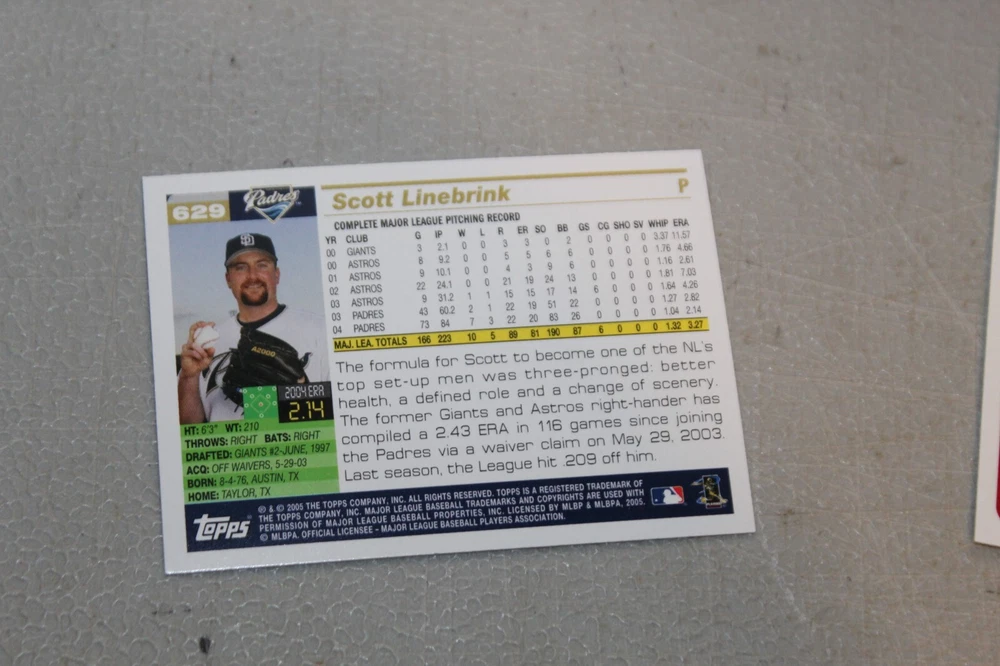 629
Padres
Scott Linebrink
P
COMPLETE MAJOR LEAGUE PITCHING RECORD
YR CLUB G IP W L R ER SO BB GS CG SHO SV WHIP ERA
00 GIANTS 3 2.1 0 0 3 3 0 2 0 0 0 0 3.37 11.57
00 ASTROS 8 9.2 0 0 5 5 6 6 0 0 0 0 1.76 4.66
01 ASTROS 9 10.1 0 0 4 3 9 6 0 0 0 0 1.16 2.61
02 ASTROS 22 24.1 0 0 21 19 24 13 0 0 0 0 1.81 7.03
03 ASTROS 9 31.2 1 1 15 15 17 14 6 0 0 0 1.64 4.26
03 PADRES 43 60.2 2 1 22 19 51 22 0 0 0 0 1.27 2.82
04 PADRES 73 84 7 3 22 20 83 26 0 0 0 0 1.04 2.14
MAJ. LEA. TOTALS 166 223 10 5 89 81 190 87 6 0 0 0 1.32 3.27
The formula for Scott to become one of the NL's
top set-up men was three-pronged: better
health, a defined role and a change of scenery.
The former Giants and Astros right-hander has
compiled a 2.43 ERA in 116 games since joining
the Padres via a waiver claim on May 29, 2003.
Last season, the League hit .209 off him.
SD
A2000
2004 ERA
2.14
HT: 6'3" WT: 210
THROWS: RIGHT BATS: RIGHT
DRAFTED: GIANTS #2-JUNE, 1997
ACQ: OFF WAIVERS, 5-29-03
BORN: 8-4-76, AUSTIN, TX
HOME: TAYLOR, TX
Topps
® & © 2005 THE TOPPS COMPANY, INC. ALL RIGHTS RESERVED. TOPPS IS A REGISTERED TRADEMARK OF
THE TOPPS COMPANY, INC. MAJOR LEAGUE BASEBALL TRADEMARKS AND COPYRIGHTS ARE USED WITH
PERMISSION OF MAJOR LEAGUE BASEBALL PROPERTIES, INC. LICENSED BY MLBP & MLBPA, 2005.
© MLBPA. OFFICIAL LICENSEE - MAJOR LEAGUE BASEBALL PLAYERS ASSOCIATION.